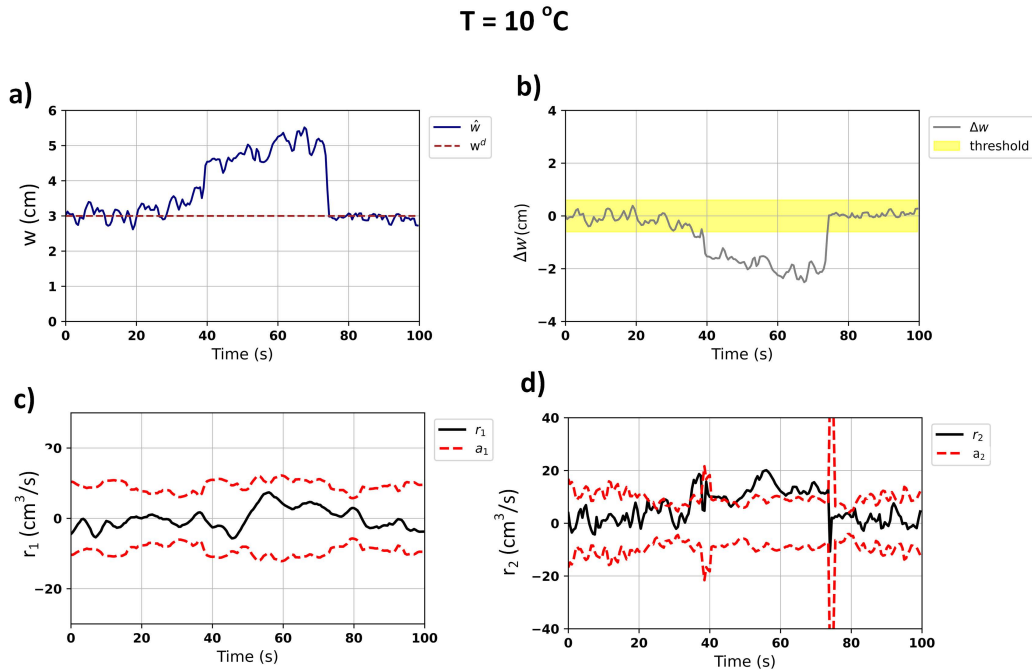 T = 10 °C
a)
6
5
4
3
2
1
0
w (cm)
0 20 40 60 80 100
Time (s)
ŵ
wᵈ
b)
4
2
0
−2
−4
Δw (cm)
0 20 40 60 80 100
Time (s)
Δw
threshold
c)
20
0
−20
r₁ (cm³/s)
0 20 40 60 80 100
Time (s)
r₁
a₁
d)
40
20
0
−20
−40
r₂ (cm³/s)
0 20 40 60 80 100
Time (s)
r₂
a₂